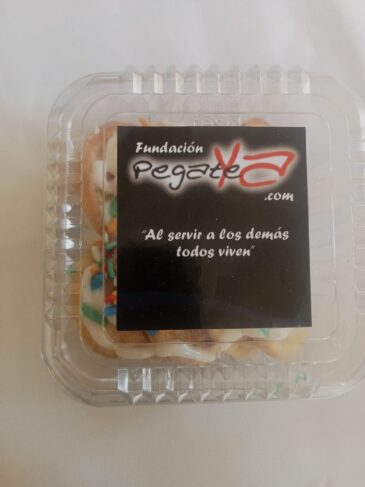 Fundación
PegateYa
.com
"Al servir a los demás
todos viven"